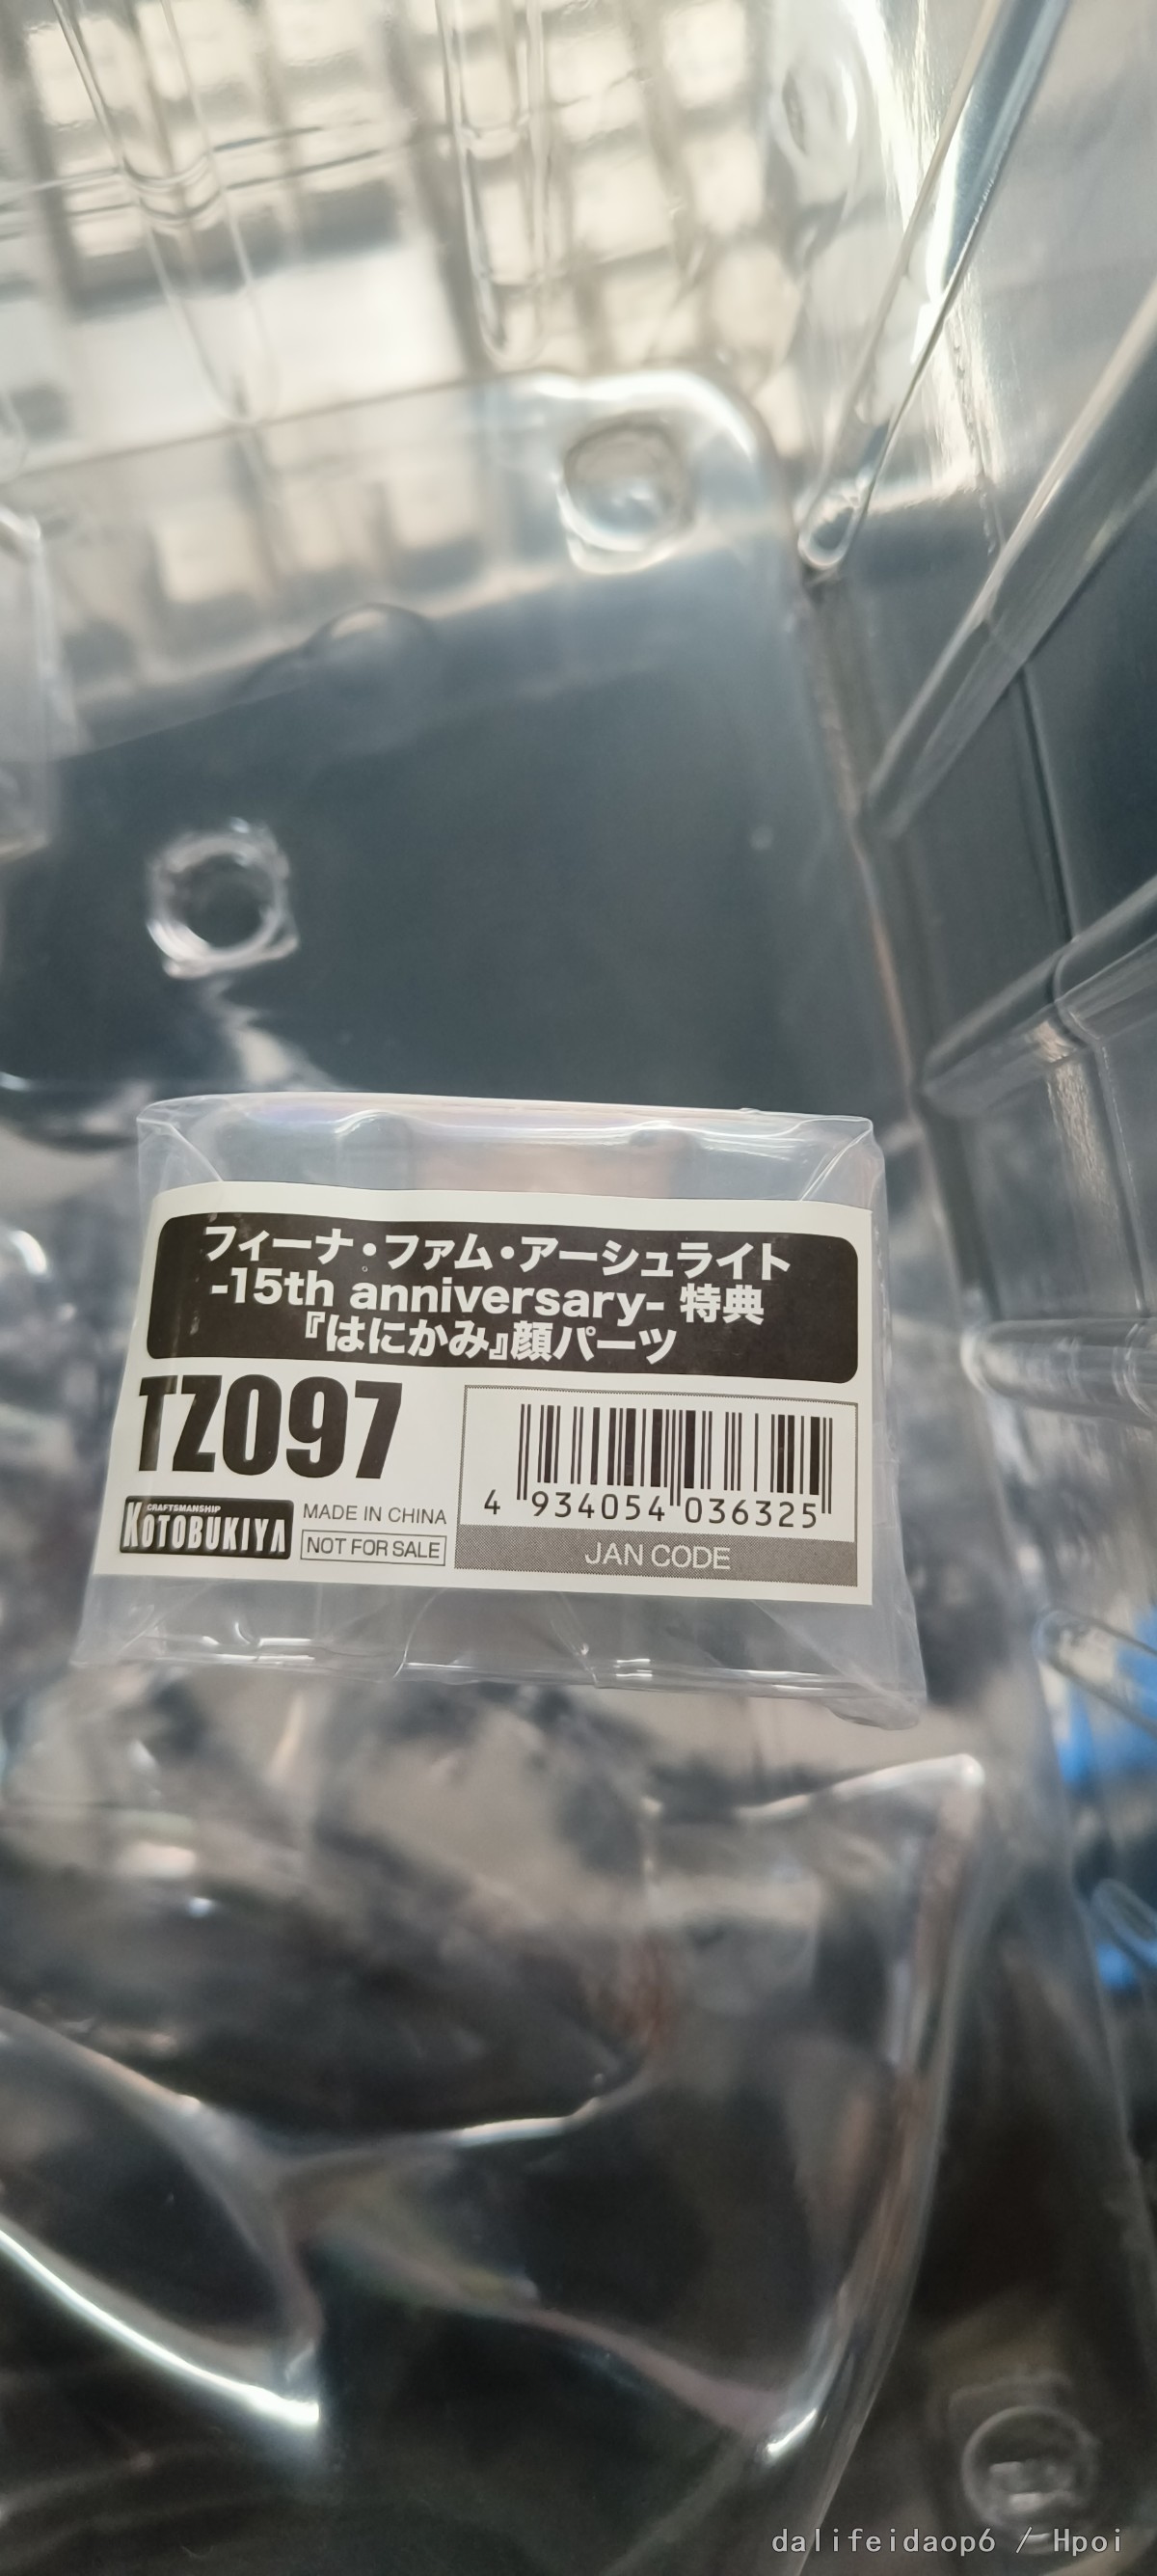 フィーナ・ファム・アーシュライト
-15th anniversary- 特典
『はにかみ』顔パーツ
TZ097
CRAFTSMANSHIP
KOTOBUKIYA
MADE IN CHINA
NOT FOR SALE
4 934054 036325
JAN CODE
dalifeidaop6 / Hpoi